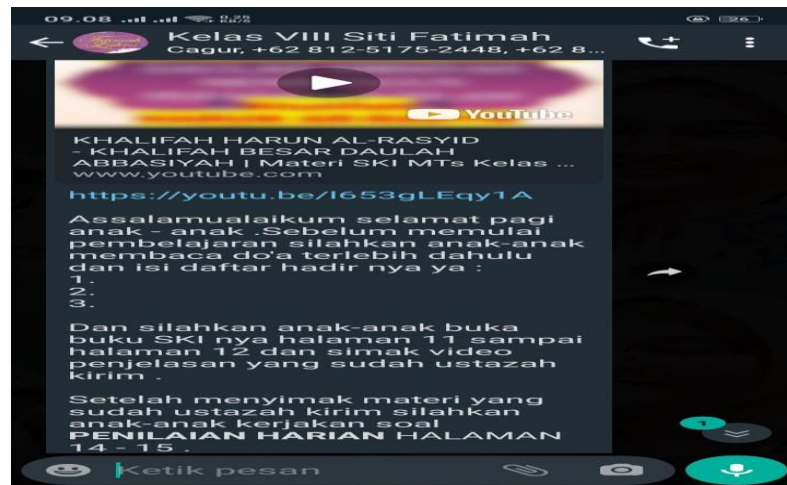 09.08
0,25
KB/S
26
Kelas VIII Siti Fatimah
Cagur, +62 812-5175-2448, +62 8...
YouTube
KHALIFAH HARUN AL-RASYID
- KHALIFAH BESAR DAULAH
ABBASIYAH | Materi SKI MTs Kelas ...
www.youtube.com
https://youtu.be/l653gLEqy1A
Assalamualaikum selamat pagi
anak - anak .Sebelum memulai
pembelajaran silahkan anak-anak
membaca do'a terlebih dahulu
dan isi daftar hadir nya ya :
1.
2.
3.
Dan silahkan anak-anak buka
buku SKI nya halaman 11 sampai
halaman 12 dan simak video
penjelasan yang sudah ustazah
kirim .
Setelah menyimak materi yang
sudah ustazah kirim silahkan
anak-anak kerjakan soal
PENILAIAN HARIAN HALAMAN
14 - 15 .
1
Ketik pesan